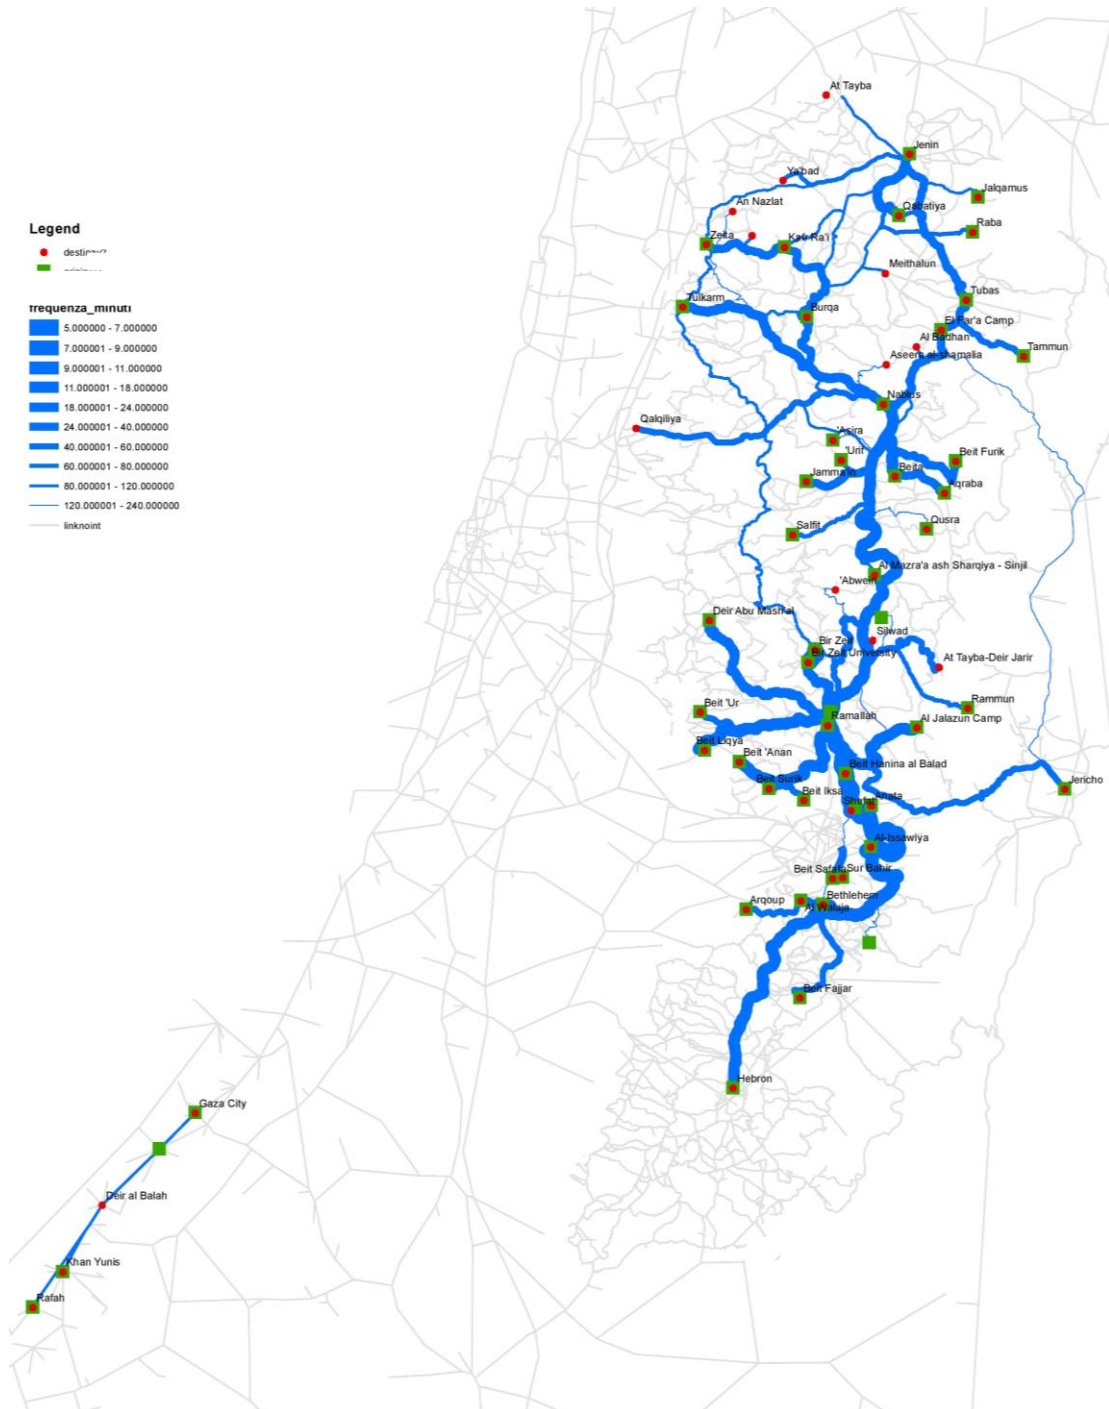 At Tayba
Jenin
Ya'bad
Jalqamus
An Nazlat
Qabatiya
Legend
Raba
Zeita
Kafr Ra'i
Meithalun
Tubas
Tulkarm
frequenza_minuti
Burqa
El Far'a Camp
5.000000 - 7.000000
Al Badhan
7.000001 - 9.000000
Tammun
Aseera al-shamalia
9.000001 - 11.000000
11.000001 - 18.000000
Nablus
18.000001 - 24.000000
Qalqiliya
24.000001 - 40.000000
'Asira
40.000001 - 60.000000
'Urif
Beit Furik
60.000001 - 80.000000
Jamma'in
Beita
80.000001 - 120.000000
Aqraba
120.000001 - 240.000000
linknoint
Salfit
Qusra
Al Mazra'a ash Sharqiya - Sinjil
'Abwein
Deir Abu Mash'al
Silwad
Bir Zeit
Bir Zeit University
At Tayba-Deir Jarir
Beit 'Ur
Rammun
Ramallah
Al Jalazun Camp
Beit Liqya
Beit 'Anan
Beit Hanina al Balad
Beit Surik
Jericho
Beit Iksa
Anata
Shufat
Al-Issawiya
Beit Safafa
Sur Bahir
Arqoup
Bethlehem
Al Walaja
Beit Fajjar
Hebron
Gaza City
Deir al Balah
Khan Yunis
Rafah